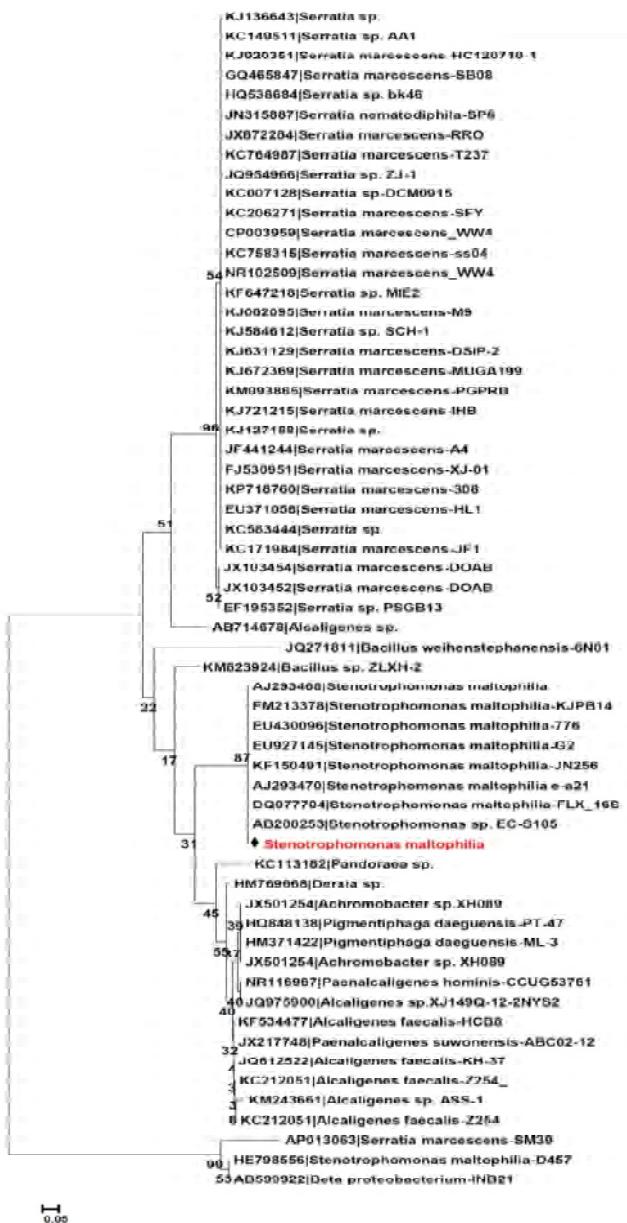 KJ136643|Serratia sp.
KC149511|Serratia sp. AA1
KJ020351|Serratia marcescens-HC120710-1
GQ465847|Serratia marcescens-SB08
HQ538684|Serratia sp. bk46
JN315887|Serratia nematodiphila-SP6
JX872284|Serratia marcescens-RRO
KC764987|Serratia marcescens-T237
JQ954966|Serratia sp. ZJ-1
KC007128|Serratia sp-DCM0915
KC206271|Serratia marcescens-SFY
CP003959|Serratia marcescens_WW4
KC758315|Serratia marcescens-ss04
NR102509|Serratia marcescens_WW4
54
KF647218|Serratia sp. MIE2
KJ002095|Serratia marcescens-M9
KJ584612|Serratia sp. SCH-1
KJ631129|Serratia marcescens-DSIP-2
KJ672369|Serratia marcescens-MUGA199
KM093865|Serratia marcescens-PGPRB
KJ721215|Serratia marcescens-IHB
KJ127189|Serratia sp.
JF441244|Serratia marcescens-A4
FJ530951|Serratia marcescens-XJ-01
KP716760|Serratia marcescens-306
EU371058|Serratia marcescens-HL1
51
KC583444|Serratia sp.
KC171984|Serratia marcescens-JF1
JX103454|Serratia marcescens-DOAB
JX103452|Serratia marcescens-DOAB
52
EF195352|Serratia sp. PSGB13
AB714678|Alcaligenes sp.
JQ271811|Bacillus weihenstephanensis-6N01
KM823924|Bacillus sp. ZLXH-2
AJ293468|Stenotrophomonas maltophilia
22
FM213378|Stenotrophomonas maltophilia-KJPB14
EU430096|Stenotrophomonas maltophilia-776
EU927145|Stenotrophomonas maltophilia-G2
17
87
KF150491|Stenotrophomonas maltophilia-JN256
AJ293470|Stenotrophomonas maltophilia e-a21
DQ077704|Stenotrophomonas maltophilia-FLX_16B
AB200253|Stenotrophomonas sp. EC-S105
31
Stenotrophomonas maltophilia
KC113182|Pandoraea sp.
HM769668|Derxia sp.
JX501254|Achromobacter sp.XH089
45
HQ848138|Pigmentiphaga daeguensis-PT-47
HM371422|Pigmentiphaga daeguensis-ML-3
55
JX501254|Achromobacter sp. XH089
NR116967|Paenalcaligenes hominis-CCUG53761
40
JQ975900|Alcaligenes sp.XJ149Q-12-2NYS2
40
KF534477|Alcaligenes faecalis-HCB8
JX217748|Paenalcaligenes suwonensis-ABC02-12
32
JQ612522|Alcaligenes faecalis-KH-37
4
KC212051|Alcaligenes faecalis-Z254_
3
KM243661|Alcaligenes sp. ASS-1
3
KC212051|Alcaligenes faecalis-Z254
AP013063|Serratia marcescens-SM39
HE798556|Stenotrophomonas maltophilia-D457
53
0.05